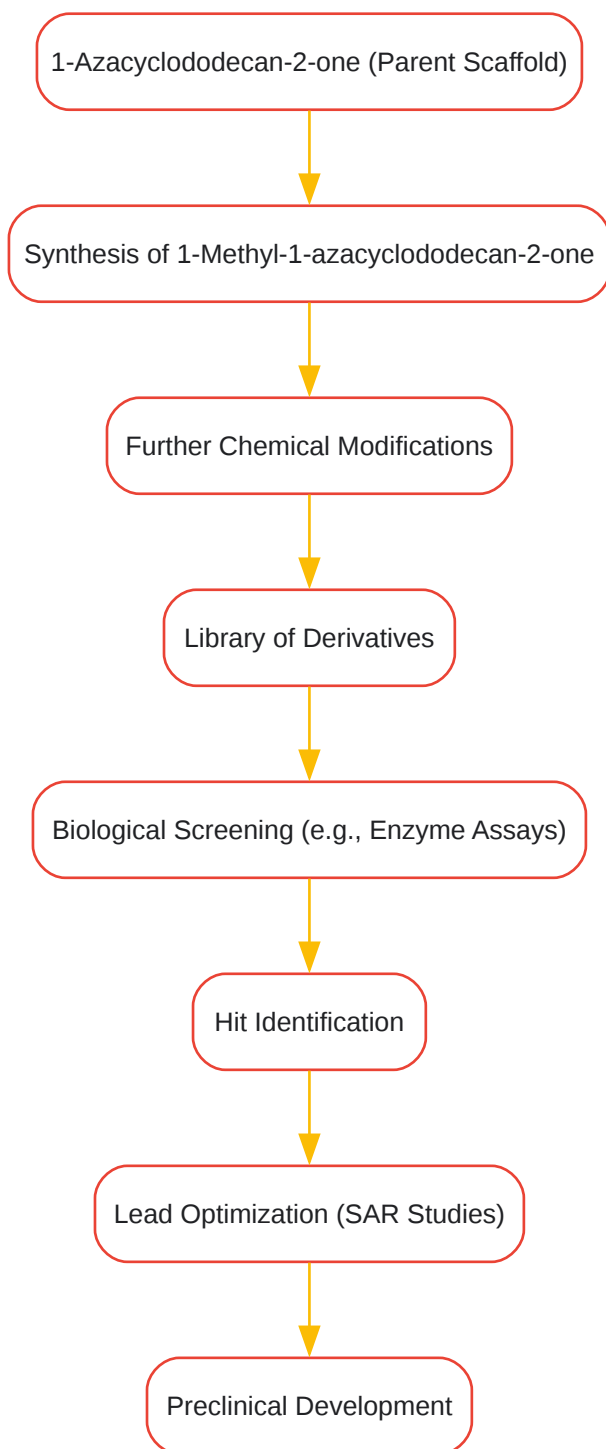 1-Azacyclododecan-2-one (Parent Scaffold)
Synthesis of 1-Methyl-1-azacyclododecan-2-one
Further Chemical Modifications
Library of Derivatives
Biological Screening (e.g., Enzyme Assays)
Hit Identification
Lead Optimization (SAR Studies)
Preclinical Development